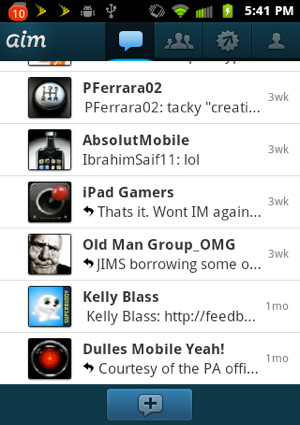 10
5:41 PM
aim
PFerrara02
PFerrara02: tacky "creati...
3wk
AbsolutMobile
IbrahimSaif11: lol
3wk
iPad Gamers
Thats it. Wont IM again...
3wk
Old Man Group_OMG
JIMS borrowing some o...
3wk
Kelly Blass
Kelly Blass: http://feedb...
1mo
SUPERBUDDY
Dulles Mobile Yeah!
Courtesy of the PA offi...
1mo